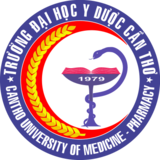 TRƯỜNG ĐẠI HỌC Y DƯỢC CẦN THƠ
1979
CANTHO UNIVERSITY OF MEDICINE - PHARMACY